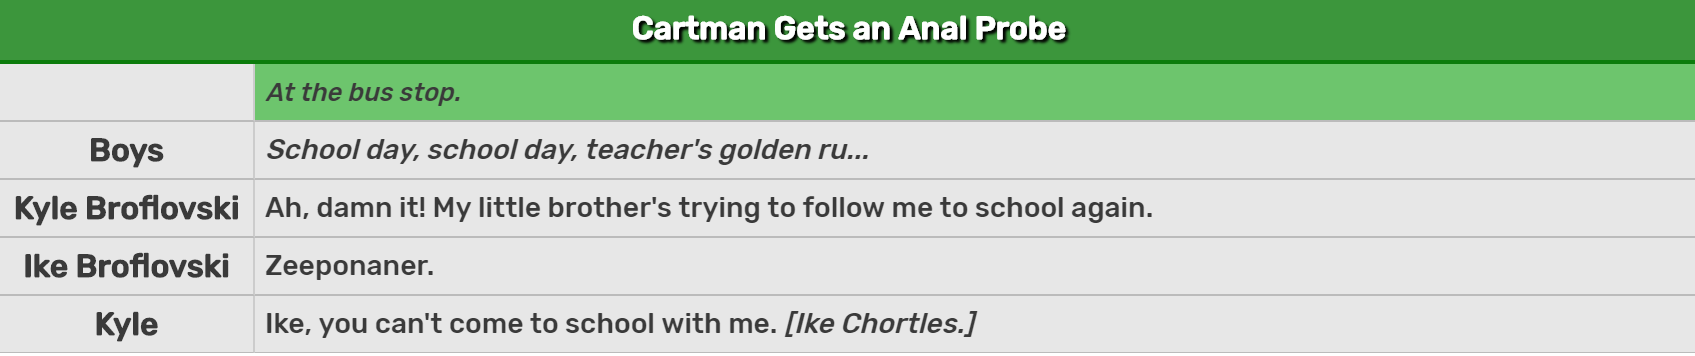 Cartman Gets an Anal Probe
At the bus stop.
Boys School day, school day, teacher's golden ru...
Kyle Broflovski Ah, damn it! My little brother's trying to follow me to school again.
Ike Broflovski Zeeponaner.
Kyle Ike, you can't come to school with me. [Ike Chortles.]